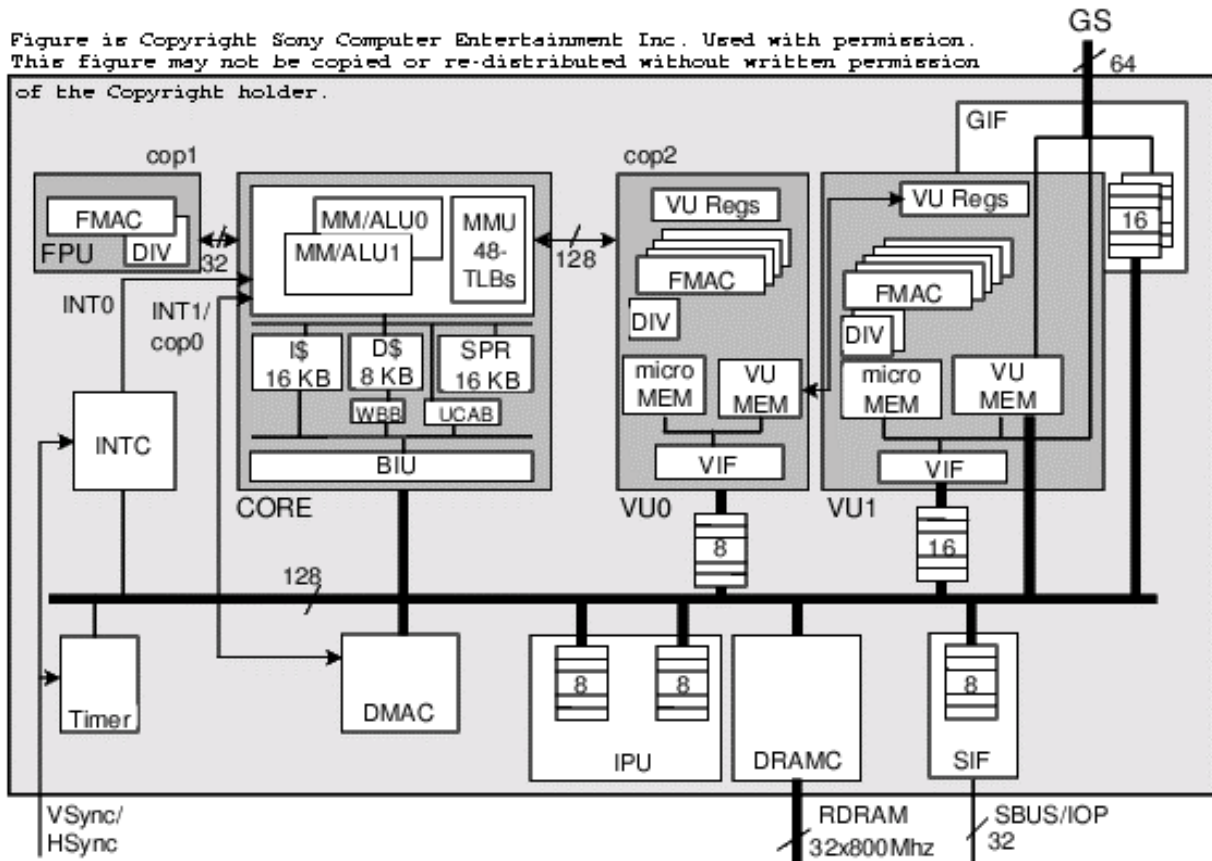 Figure is Copyright Sony Computer Entertainment Inc. Used with permission.
This figure may not be copied or re-distributed without written permission
of the Copyright holder.
GS
64
GIF
16
cop1
cop2
FMAC
DIV
FPU
32
MM/ALU0
MM/ALU1
MMU
48-
TLBs
128
VU Regs
FMAC
DIV
VU Regs
FMAC
DIV
INT0
INT1/
cop0
I$
16 KB
D$
8 KB
SPR
16 KB
WBB
UCAB
BIU
CORE
micro
MEM
VU
MEM
VIF
VU0
micro
MEM
VU
MEM
VIF
VU1
INTC
8
16
128
Timer
DMAC
8
8
IPU
DRAMC
8
SIF
VSync/
HSync
RDRAM
32x800Mhz
SBUS/IOP
32